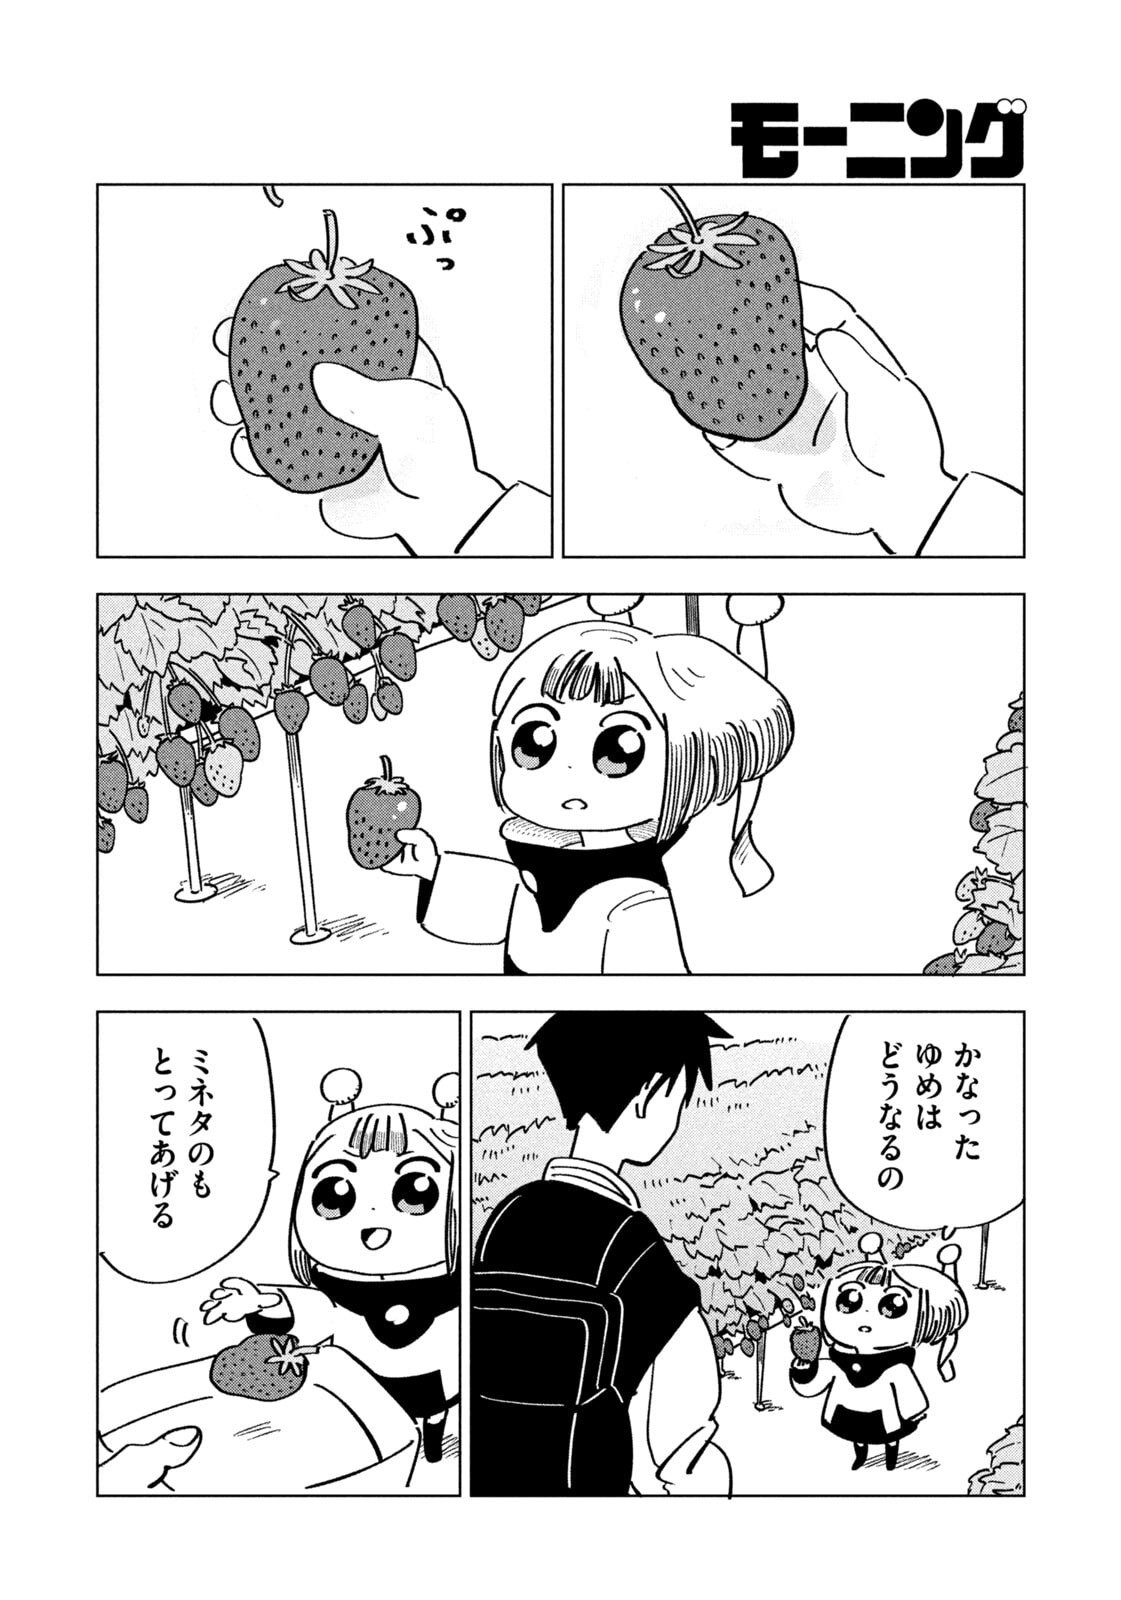 モーニング
ぷっ
かなった
ゆめは
どうなるの
ミネタのも
とってあげる